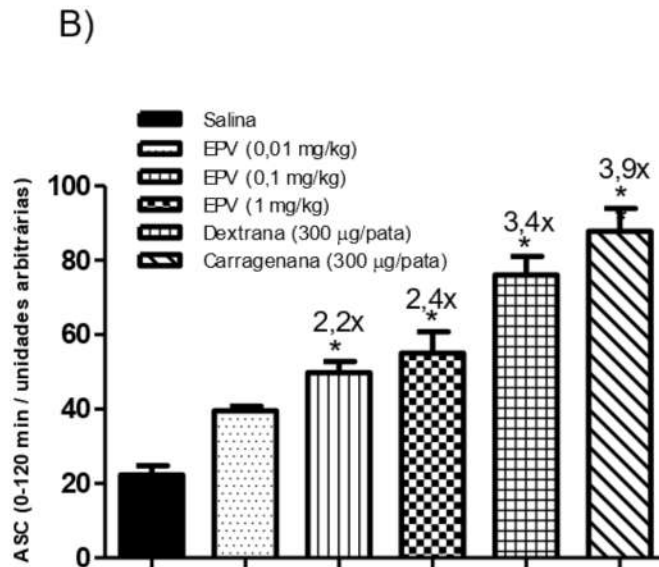 B)
Salina
EPV (0,01 mg/kg)
EPV (0,1 mg/kg)
EPV (1 mg/kg)
Dextrana (300 µg/pata)
Carragenana (300 µg/pata)
ASC (0-120 min / unidades arbitrárias)
100
80
60
40
20
0
2,2x
*
2,4x
*
3,4x
*
3,9x
*